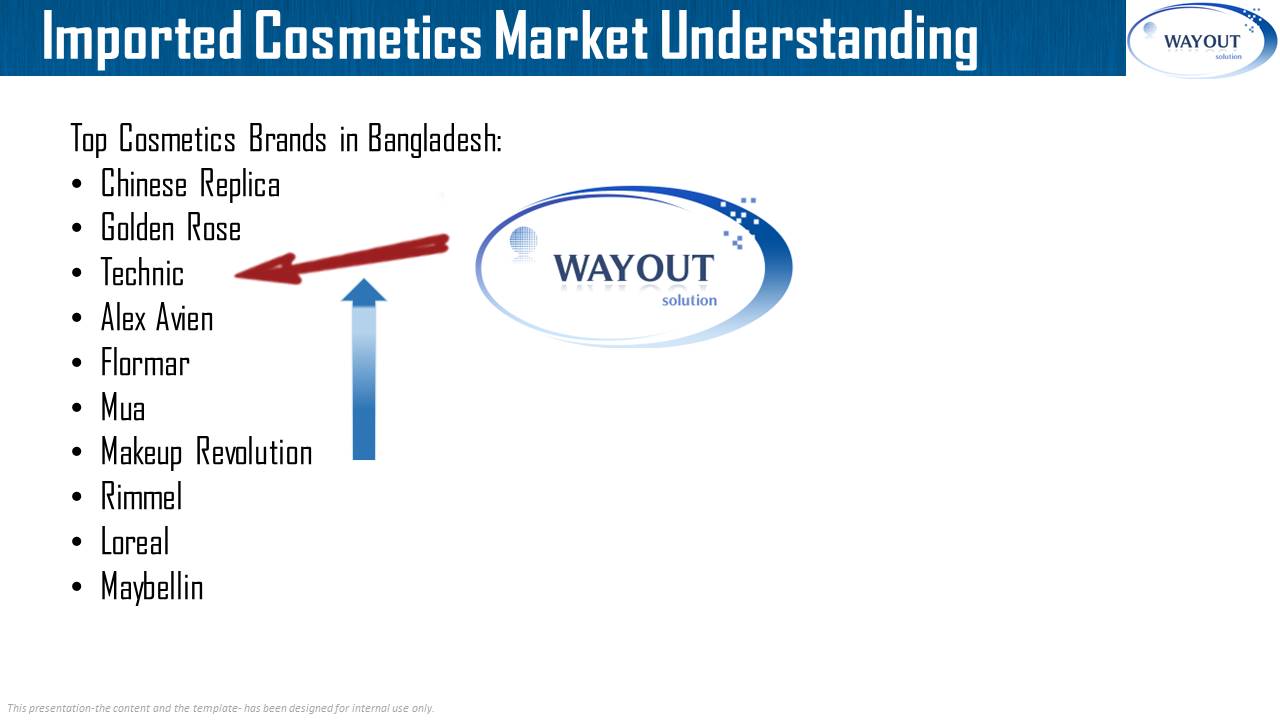 Imported Cosmetics Market Understanding
WAYOUT
solution
Top Cosmetics Brands in Bangladesh:
• Chinese Replica
• Golden Rose
• Technic
• Alex Avien
• Flormar
• Mua
• Makeup Revolution
• Rimmel
• Loreal
• Maybellin
WAYOUT
solution
This presentation-the content and the template- has been designed for internal use only.